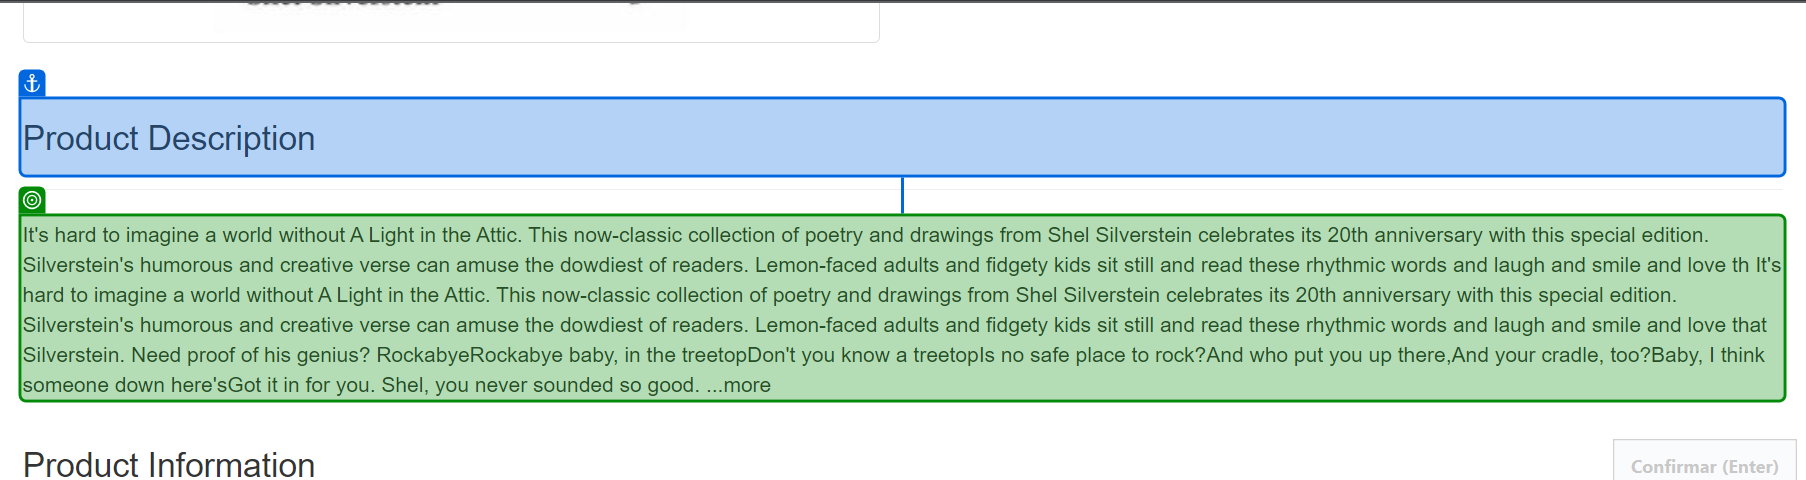 Product Description
It's hard to imagine a world without A Light in the Attic. This now-classic collection of poetry and drawings from Shel Silverstein celebrates its 20th anniversary with this special edition.
Silverstein's humorous and creative verse can amuse the dowdiest of readers. Lemon-faced adults and fidgety kids sit still and read these rhythmic words and laugh and smile and love th It's
hard to imagine a world without A Light in the Attic. This now-classic collection of poetry and drawings from Shel Silverstein celebrates its 20th anniversary with this special edition.
Silverstein's humorous and creative verse can amuse the dowdiest of readers. Lemon-faced adults and fidgety kids sit still and read these rhythmic words and laugh and smile and love that
Silverstein. Need proof of his genius? RockabyeRockabye baby, in the treetopDon't you know a treetopIs no safe place to rock?And who put you up there,And your cradle, too?Baby, I think
someone down here'sGot it in for you. Shel, you never sounded so good. ...more
Product Information
Confirmar (Enter)